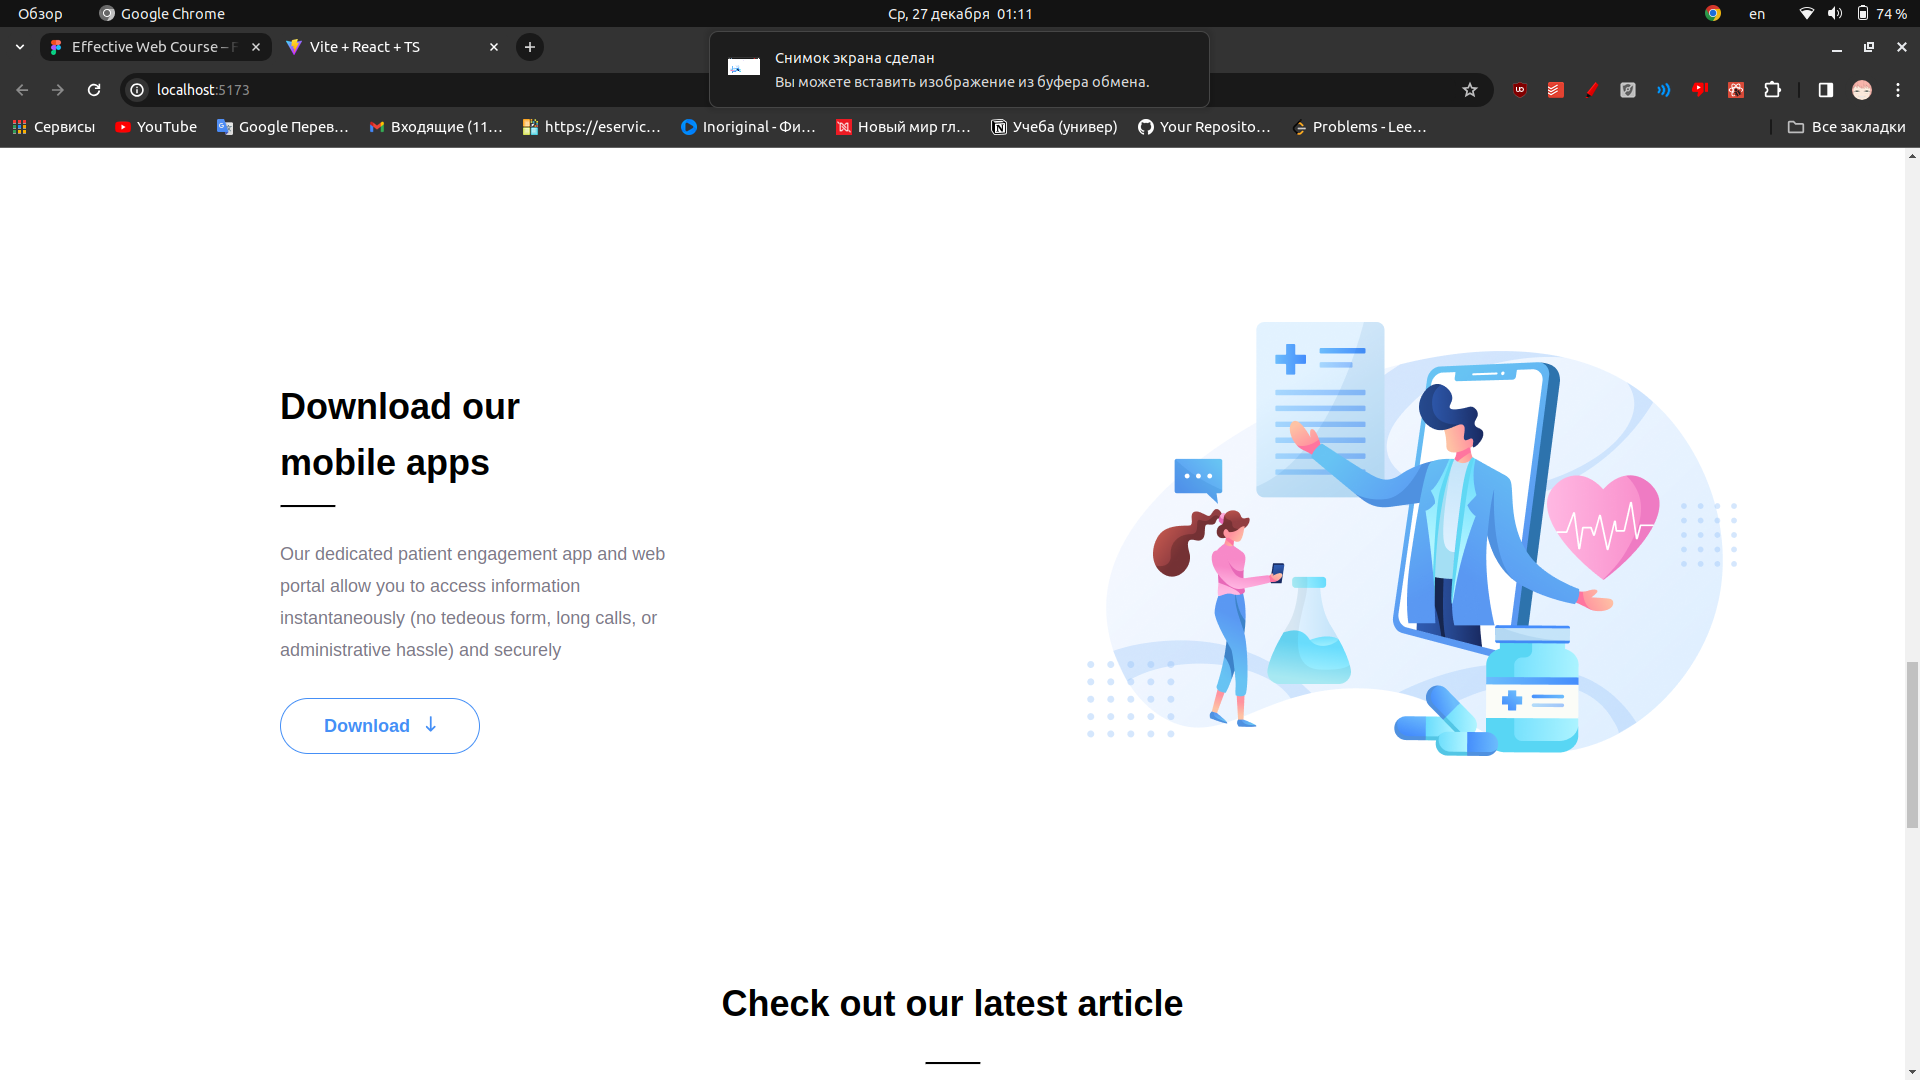 Обзор
Google Chrome
Ср, 27 декабря 01:11
en
74 %
Effective Web Course – F
Vite + React + TS
Снимок экрана сделан
Вы можете вставить изображение из буфера обмена.
localhost:5173
Сервисы
YouTube
Google Перев…
Входящие (11…
https://eservic…
Inoriginal - Фи…
Новый мир гл…
Учеба (универ)
Your Reposito…
Problems - Lee…
Все закладки
Download our
mobile apps
Our dedicated patient engagement app and web
portal allow you to access information
instantaneously (no tedeous form, long calls, or
administrative hassle) and securely
Download
Check out our latest article